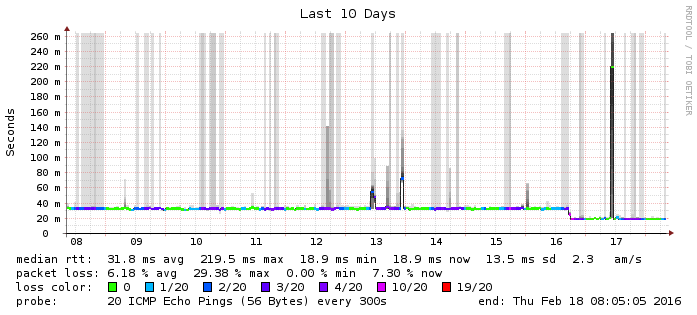 Last 10 Days
RRDTOOL / TOBI OETIKER
Seconds
260 m
240 m
220 m
200 m
180 m
160 m
140 m
120 m
100 m
80 m
60 m
40 m
20 m
0
08 09 10 11 12 13 14 15 16 17
median rtt: 31.8 ms avg 219.5 ms max 18.9 ms min 18.9 ms now 13.5 ms sd 2.3 am/s
packet loss: 6.18 % avg 29.38 % max 0.00 % min 7.30 % now
loss color: 0 1/20 2/20 3/20 4/20 10/20 19/20
probe: 20 ICMP Echo Pings (56 Bytes) every 300s end: Thu Feb 18 08:05:05 2016